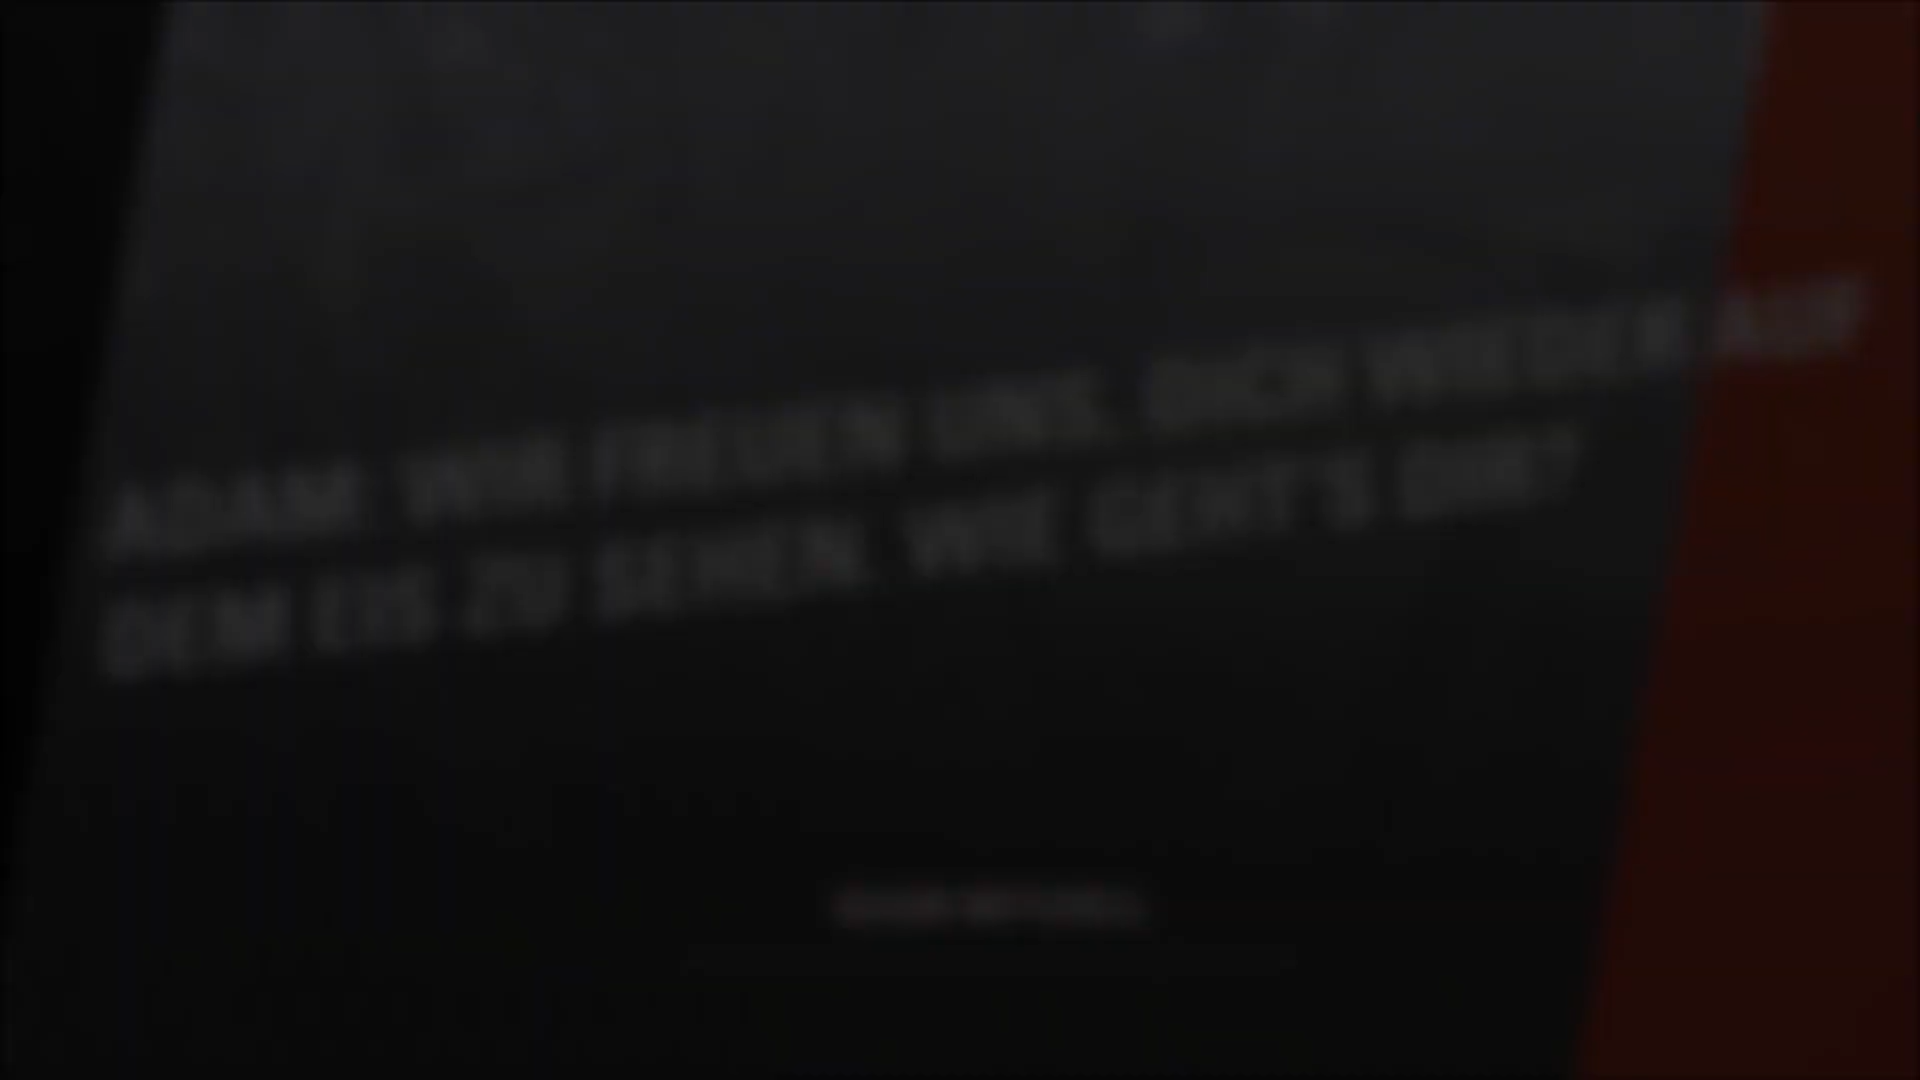 ADAM! WIR FREUEN UNS, DICH WIEDER AUF
DEM EIS ZU SEHEN. WIE GEHT'S DIR?